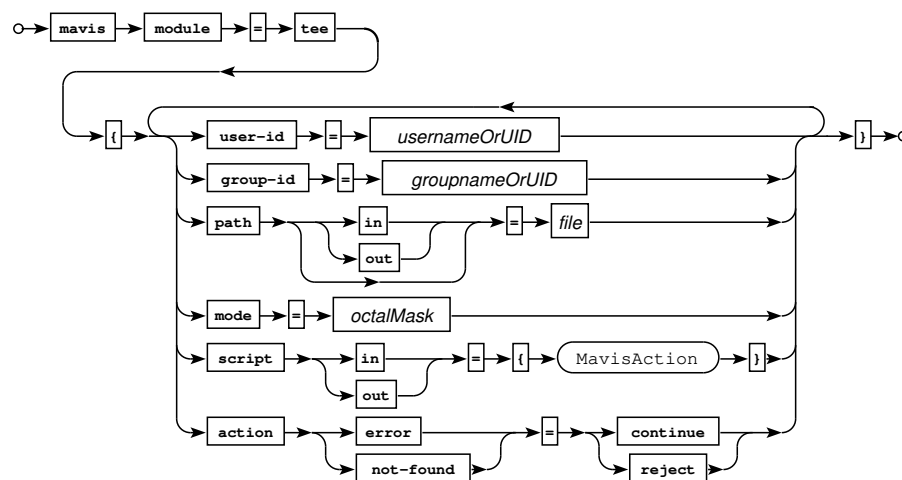 mavis module = tee
{ user-id = usernameOrUID }
group-id = groupnameOrUID
path in = file
out
mode = octalMask
script in = { MavisAction }
out
action error = continue
not-found reject